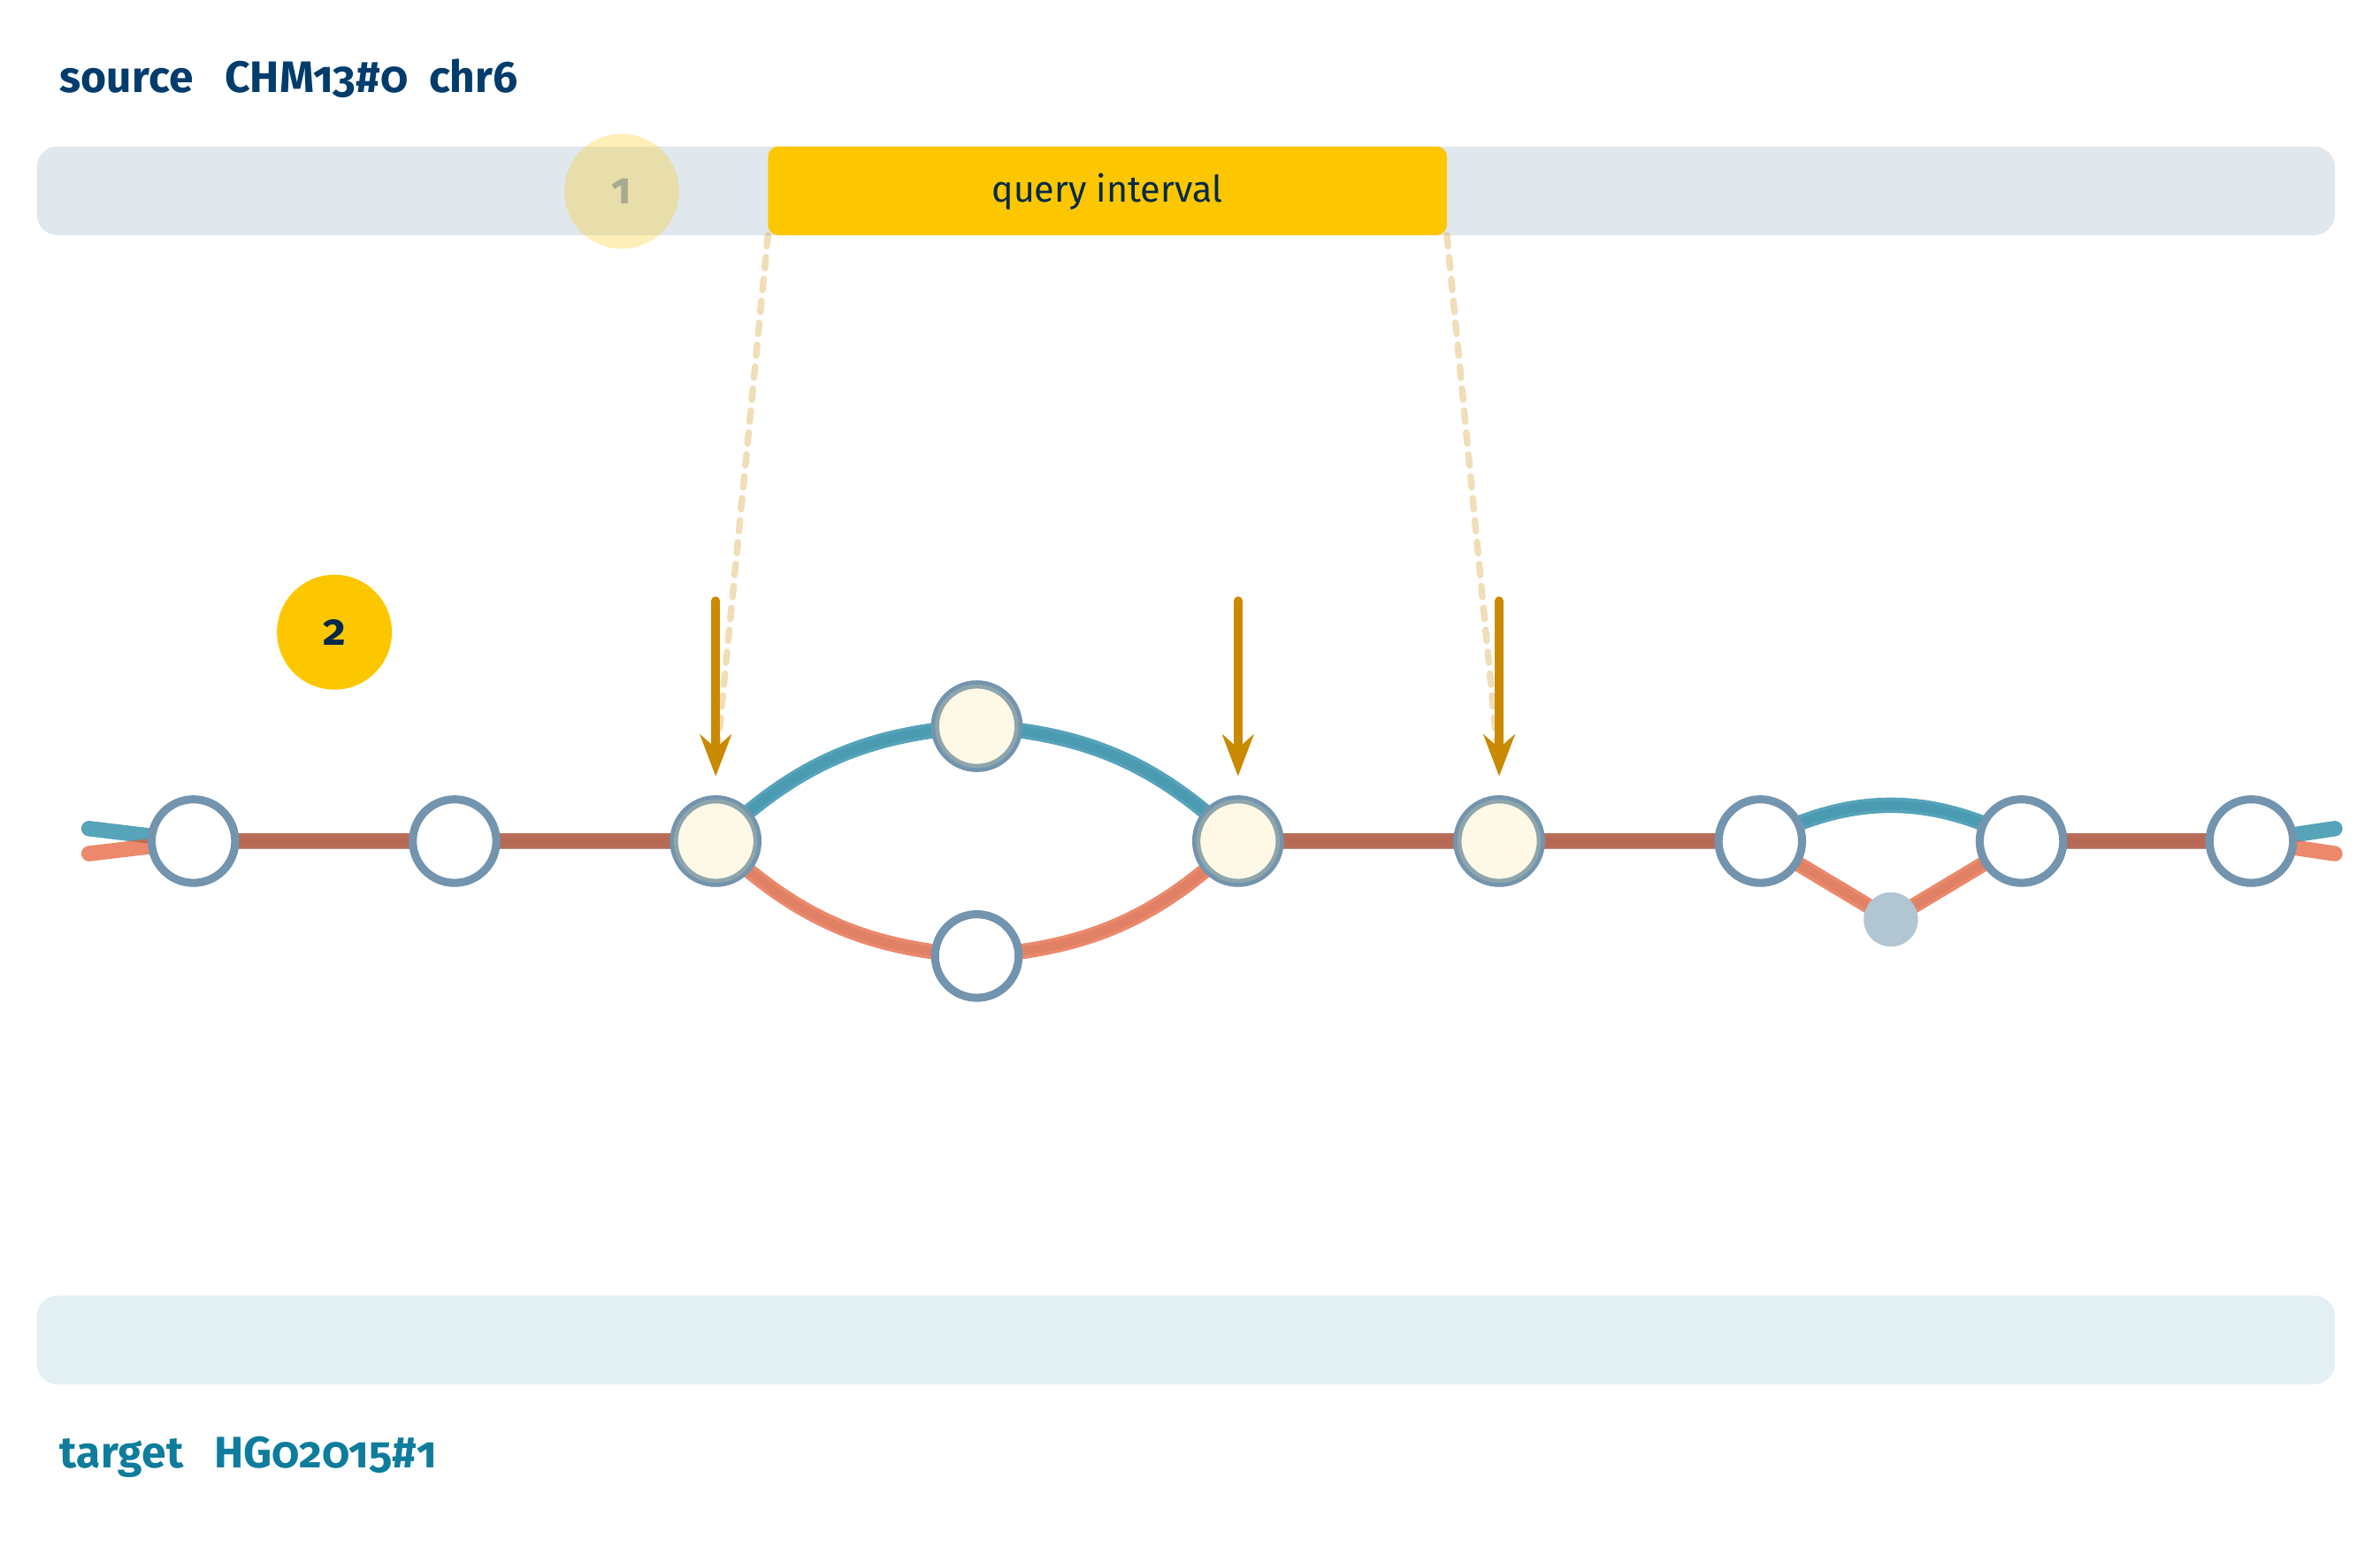 source CHM13#0 chr6
1
query interval
2
target HG02015#1